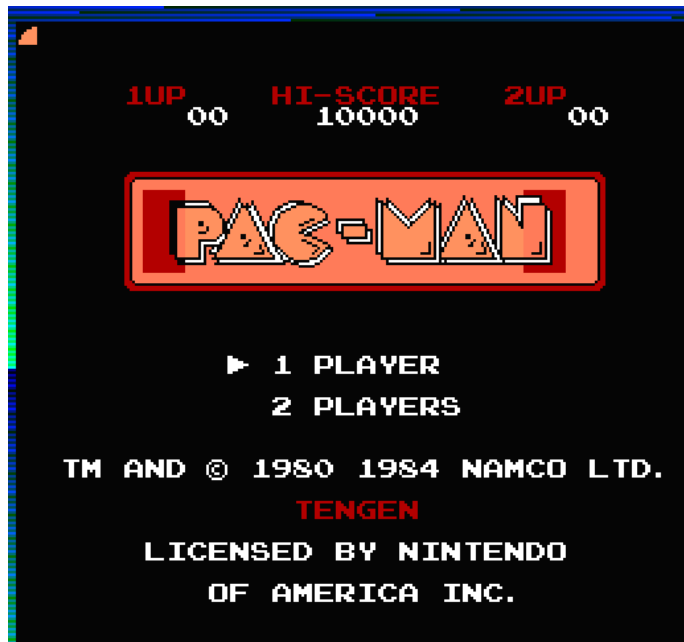 1UP HI-SCORE 2UP
00 10000 00
PAC-MAN
1 PLAYER
2 PLAYERS
TM AND © 1980 1984 NAMCO LTD.
TENGEN
LICENSED BY NINTENDO
OF AMERICA INC.